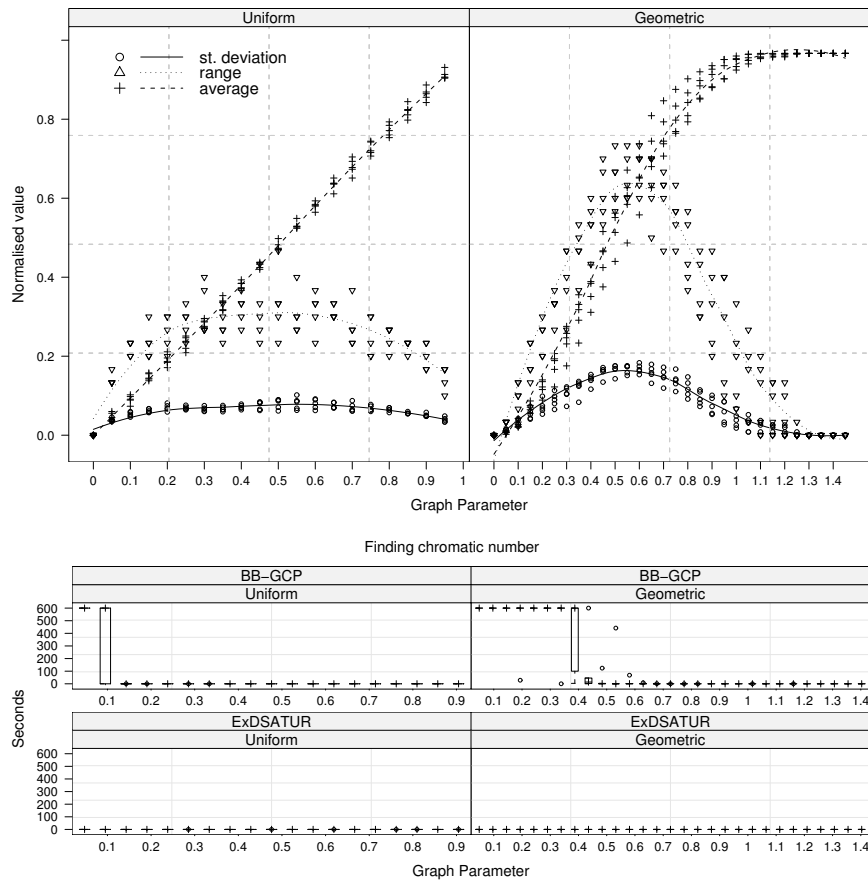 Uniform
Geometric
st. deviation
range
average
Normalised value
0.8
0.6
0.4
0.2
0.0
0 0.1 0.2 0.3 0.4 0.5 0.6 0.7 0.8 0.9 1
0 0.1 0.2 0.3 0.4 0.5 0.6 0.7 0.8 0.9 1 1.1 1.2 1.3 1.4
Graph Parameter
Finding chromatic number
BB−GCP
BB−GCP
Uniform
Geometric
600
500
400
300
200
100
0
0.1 0.2 0.3 0.4 0.5 0.6 0.7 0.8 0.9
0.1 0.2 0.3 0.4 0.5 0.6 0.7 0.8 0.9 1 1.1 1.2 1.3 1.4
Seconds
ExDSATUR
ExDSATUR
Uniform
Geometric
600
500
400
300
200
100
0
0.1 0.2 0.3 0.4 0.5 0.6 0.7 0.8 0.9
0.1 0.2 0.3 0.4 0.5 0.6 0.7 0.8 0.9 1 1.1 1.2 1.3 1.4
Graph Parameter